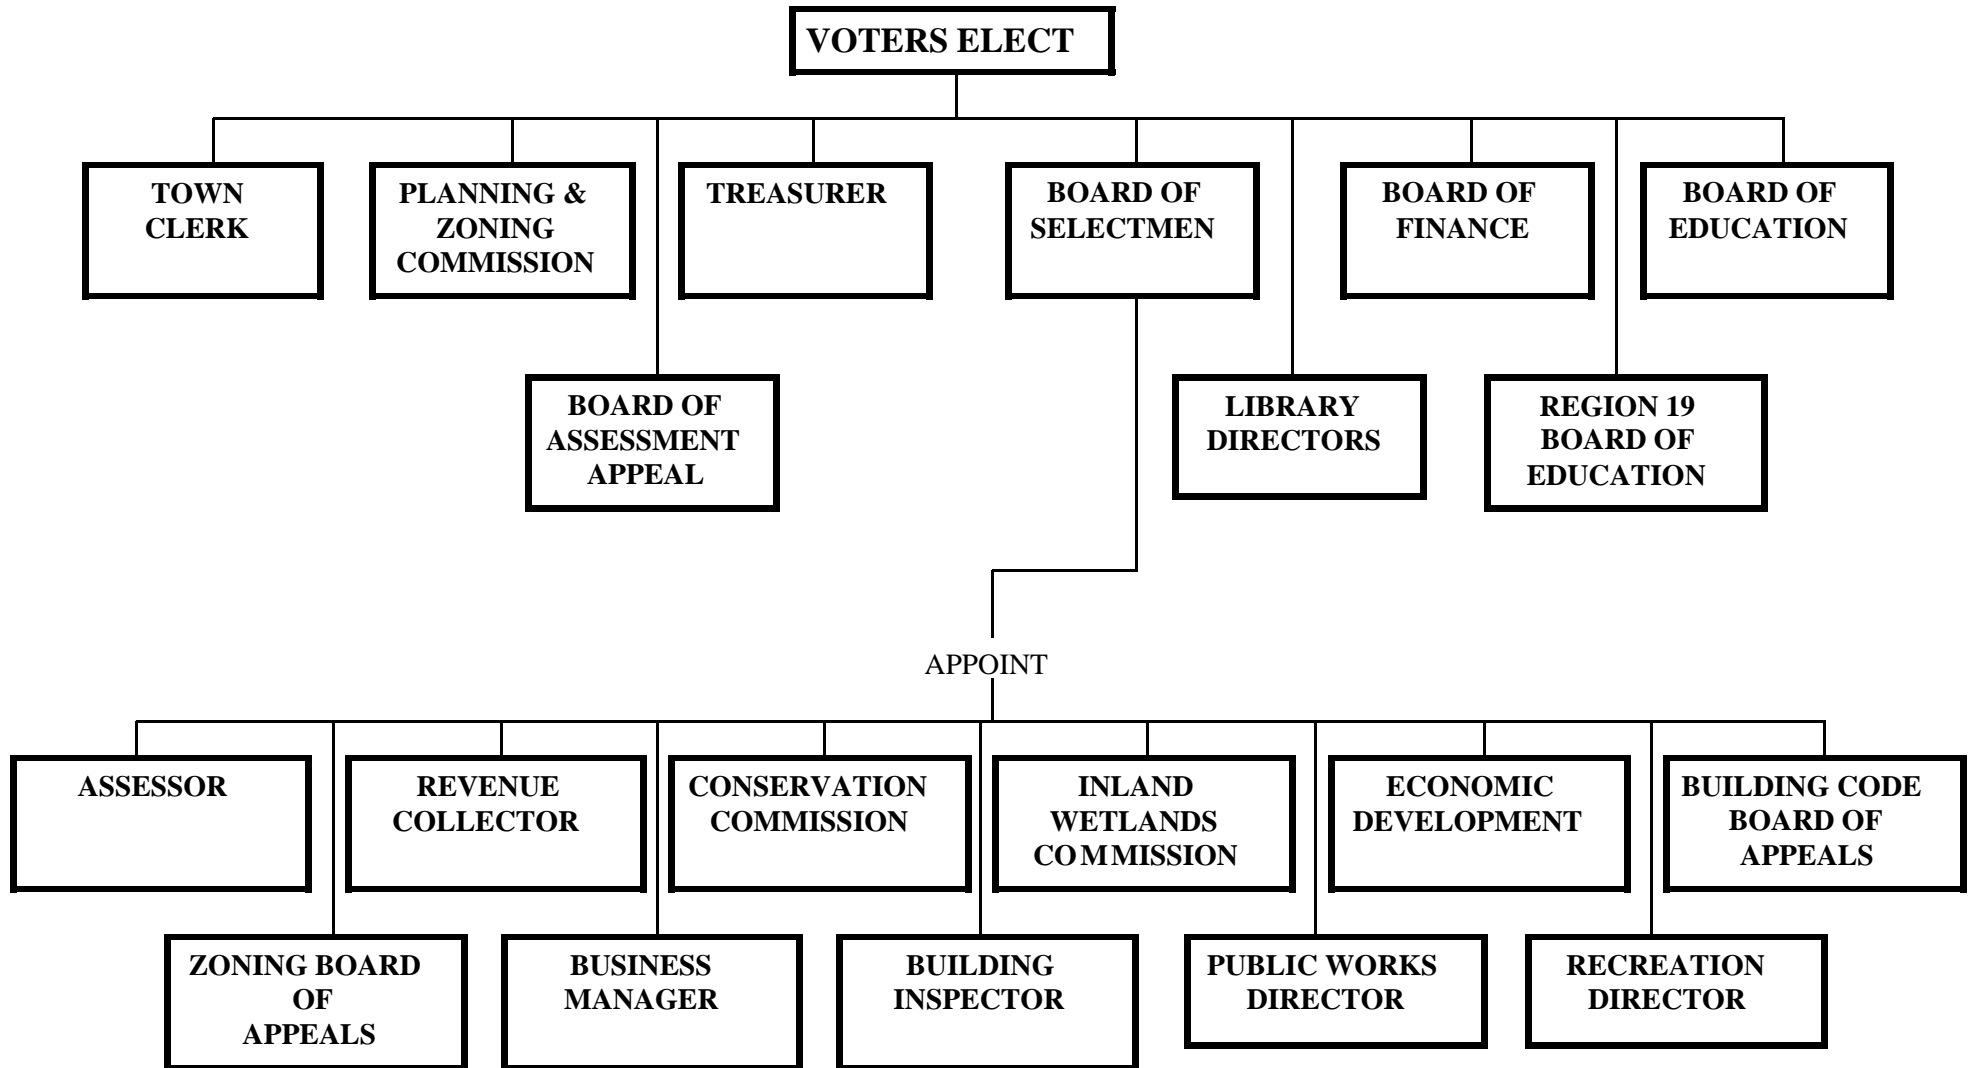 VOTERS ELECT
TOWN
CLERK
PLANNING &
ZONING
COMMISSION
TREASURER
BOARD OF
SELECTMEN
BOARD OF
FINANCE
BOARD OF
EDUCATION
BOARD OF
ASSESSMENT
APPEAL
LIBRARY
DIRECTORS
REGION 19
BOARD OF
EDUCATION
APPOINT
ASSESSOR
REVENUE
COLLECTOR
CONSERVATION
COMMISSION
INLAND
WETLANDS
COMMISSION
ECONOMIC
DEVELOPMENT
BUILDING CODE
BOARD OF
APPEALS
ZONING BOARD
OF
APPEALS
BUSINESS
MANAGER
BUILDING
INSPECTOR
PUBLIC WORKS
DIRECTOR
RECREATION
DIRECTOR